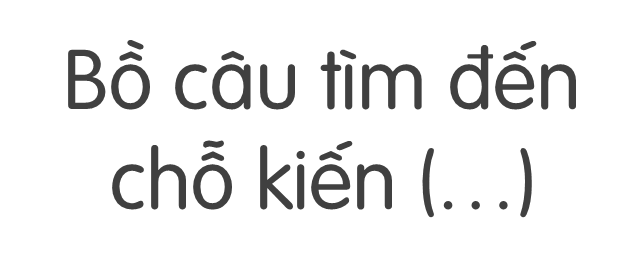 Bồ câu tìm đến
chỗ kiến (...)